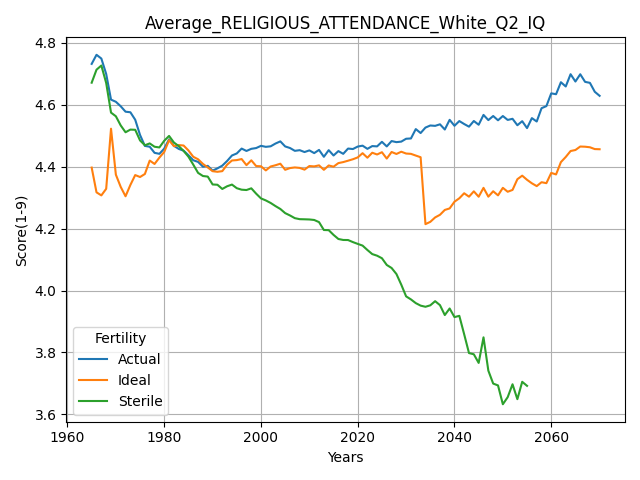 Average_RELIGIOUS_ATTENDANCE_White_Q2_IQ
Score(1-9)
4.8
4.6
4.4
4.2
4.0
3.8
3.6
Fertility
Actual
Ideal
Sterile
1960
1980
2000
2020
2040
2060
Years